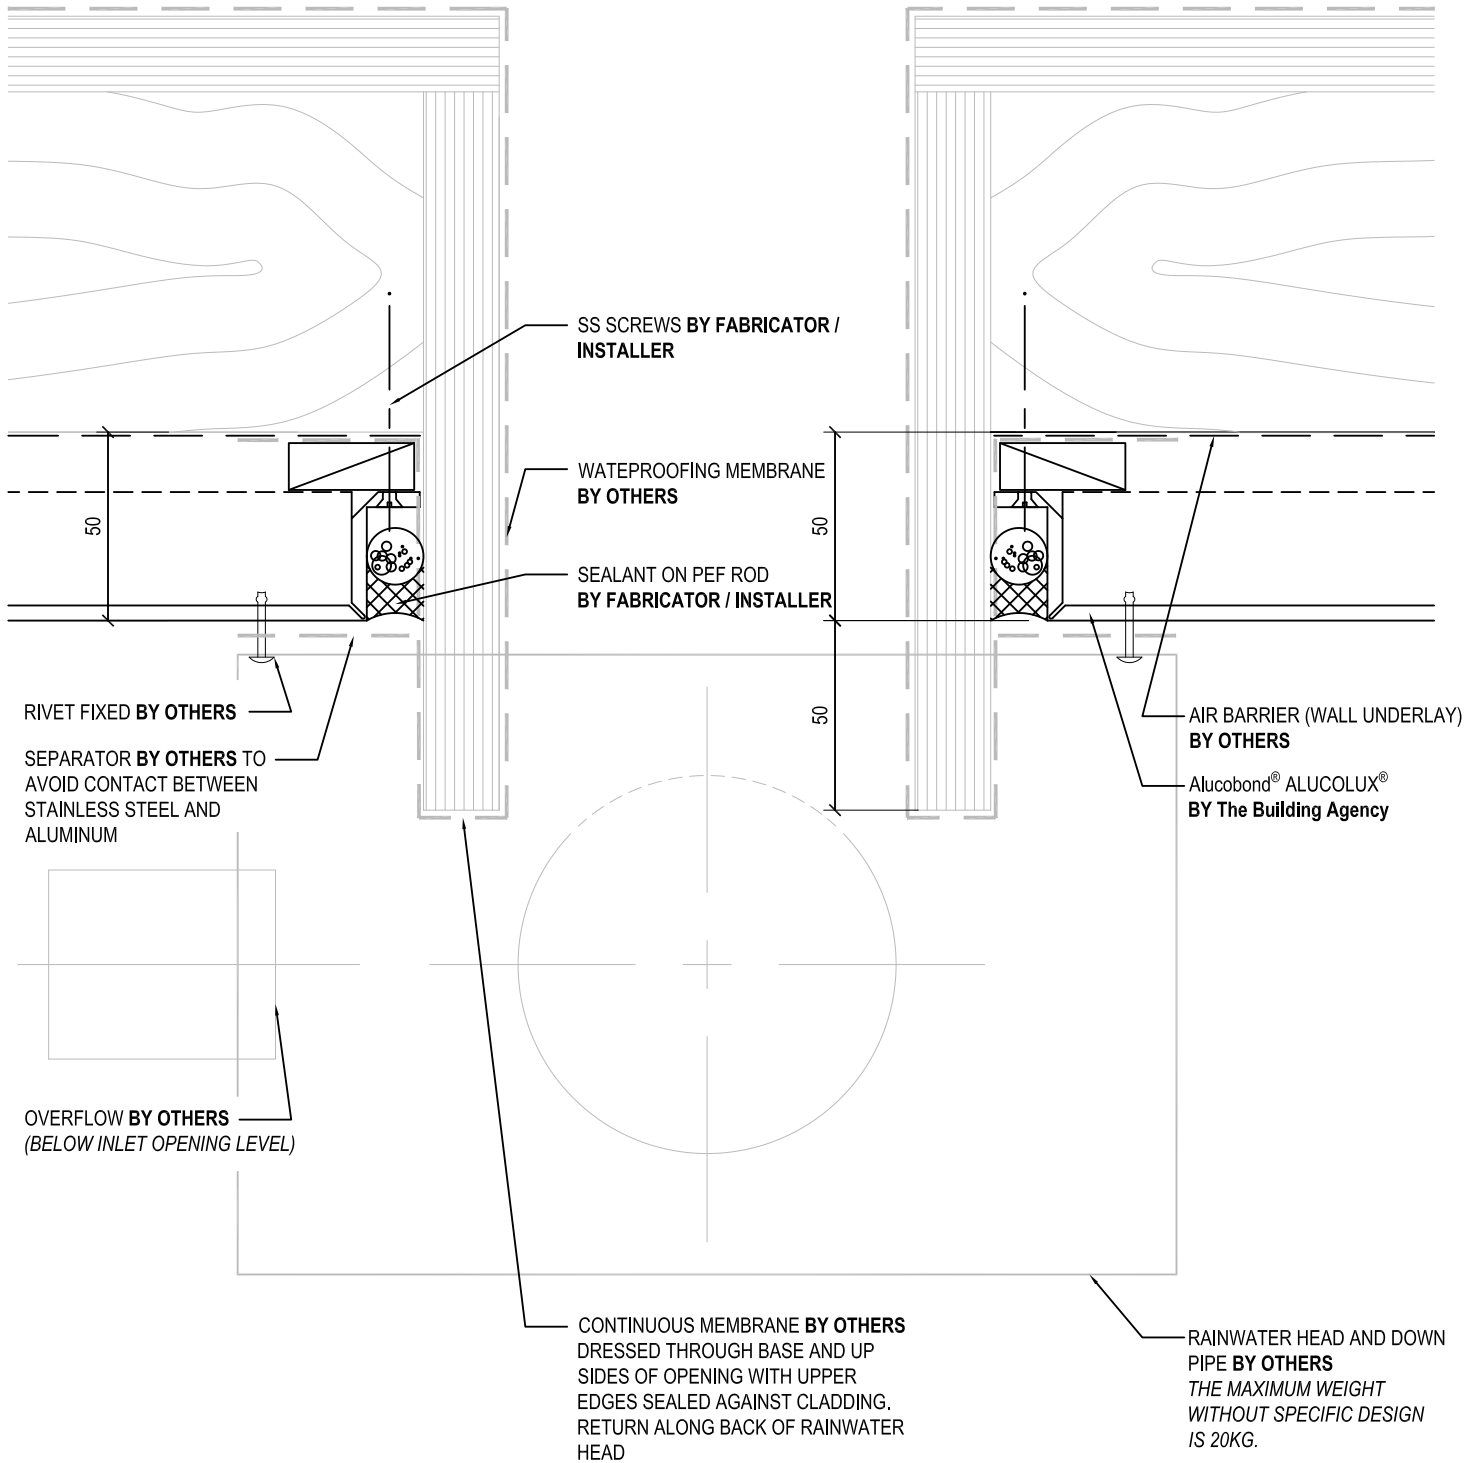 SS SCREWS BY FABRICATOR /
INSTALLER
WATEPROOFING MEMBRANE
BY OTHERS
50
50
SEALANT ON PEF ROD
BY FABRICATOR / INSTALLER
RIVET FIXED BY OTHERS
SEPARATOR BY OTHERS TO
AVOID CONTACT BETWEEN
STAINLESS STEEL AND
ALUMINUM
50
AIR BARRIER (WALL UNDERLAY)
BY OTHERS
Alucobond® ALUCOLUX®
BY The Building Agency
OVERFLOW BY OTHERS
(BELOW INLET OPENING LEVEL)
CONTINUOUS MEMBRANE BY OTHERS
DRESSED THROUGH BASE AND UP
SIDES OF OPENING WITH UPPER
EDGES SEALED AGAINST CLADDING.
RETURN ALONG BACK OF RAINWATER
HEAD
RAINWATER HEAD AND DOWN
PIPE BY OTHERS
THE MAXIMUM WEIGHT
WITHOUT SPECIFIC DESIGN
IS 20KG.